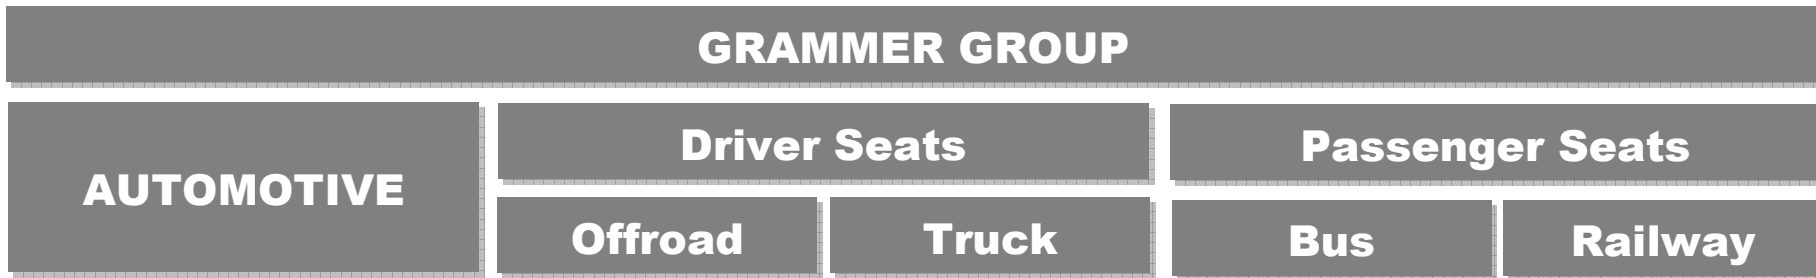 GRAMMER GROUP
AUTOMOTIVE
Driver Seats
Offroad
Truck
Passenger Seats
Bus
Railway